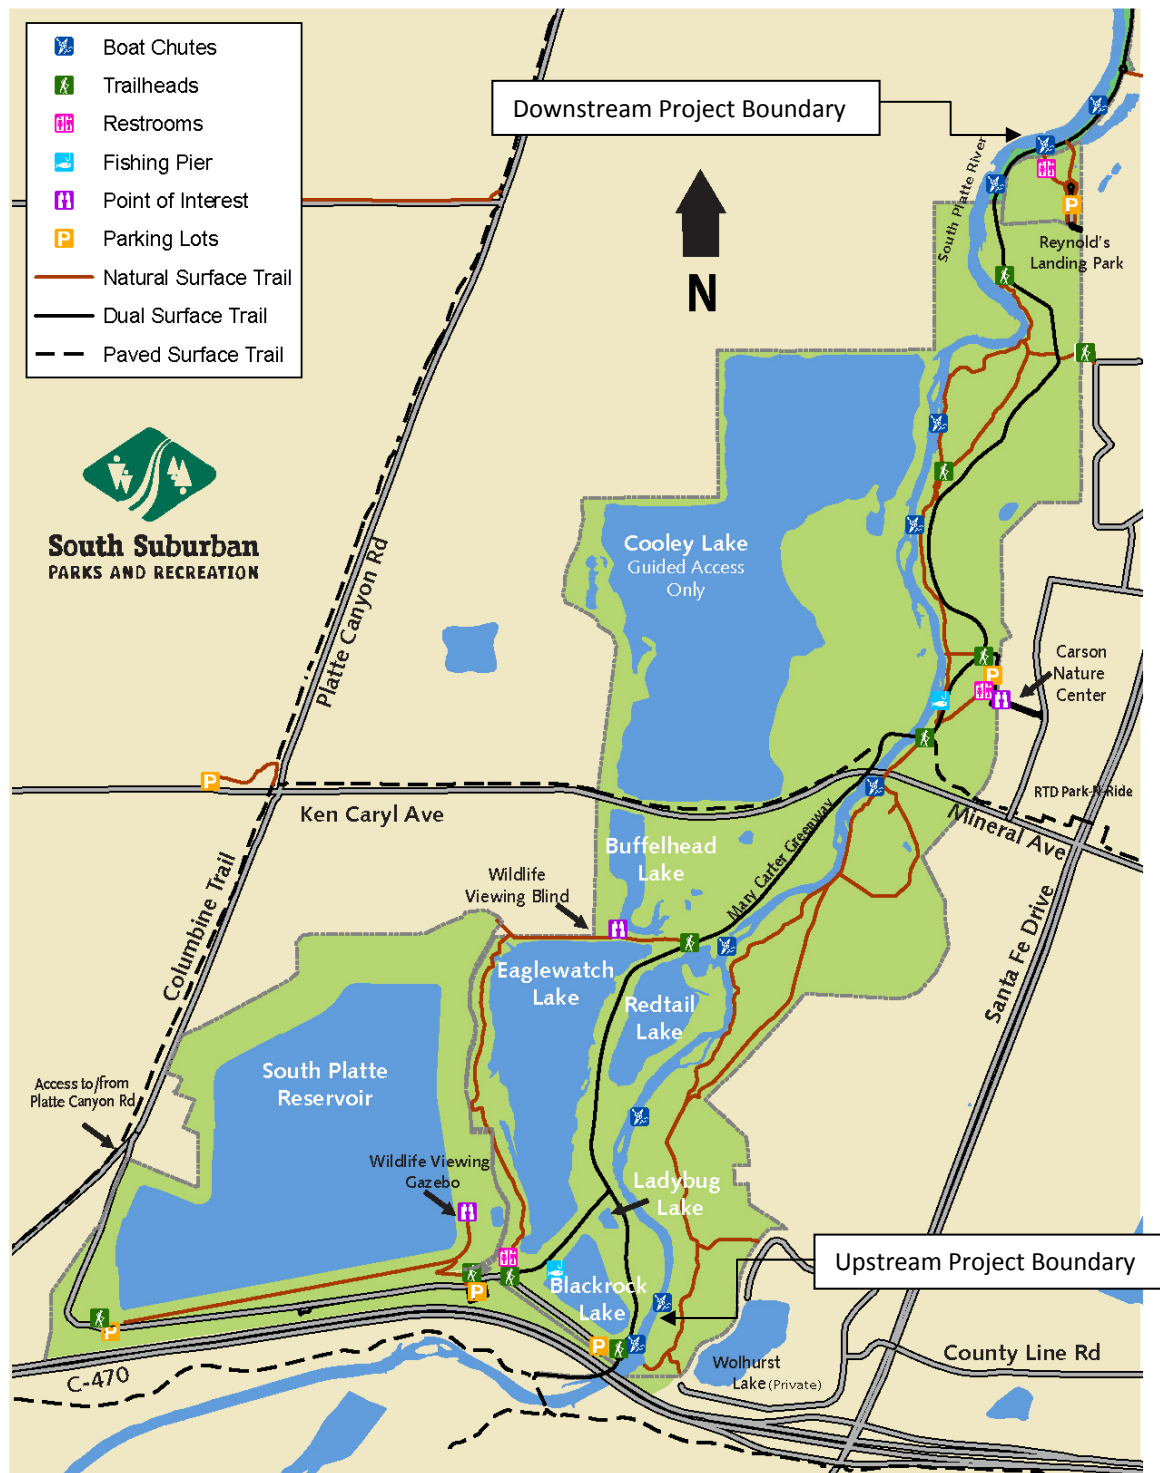 Boat Chutes
Trailheads
Restrooms
Fishing Pier
Point of Interest
P
Parking Lots
Natural Surface Trail
Dual Surface Trail
Paved Surface Trail
Downstream Project Boundary
South Platte River
N
P
Reynold's
Landing Park
South Suburban
PARKS AND RECREATION
Platte Canyon Rd
Cooley Lake
Guided Access
Only
Carson
Nature
Center
P
P
Ken Caryl Ave
RTD Park-N-Ride
Mineral Ave
Mary Carter Greenway
Buffelhead
Lake
Wildlife
Viewing Blind
Columbine Trail
Santa Fe Drive
Eaglewatch
Lake
Redtail
Lake
South Platte
Reservoir
Access to/from
Platte Canyon Rd
Wildlife Viewing
Gazebo
Ladybug
Lake
Upstream Project Boundary
Blackrock
Lake
P
P
P
C-470
Wolhurst
Lake (Private)
County Line Rd